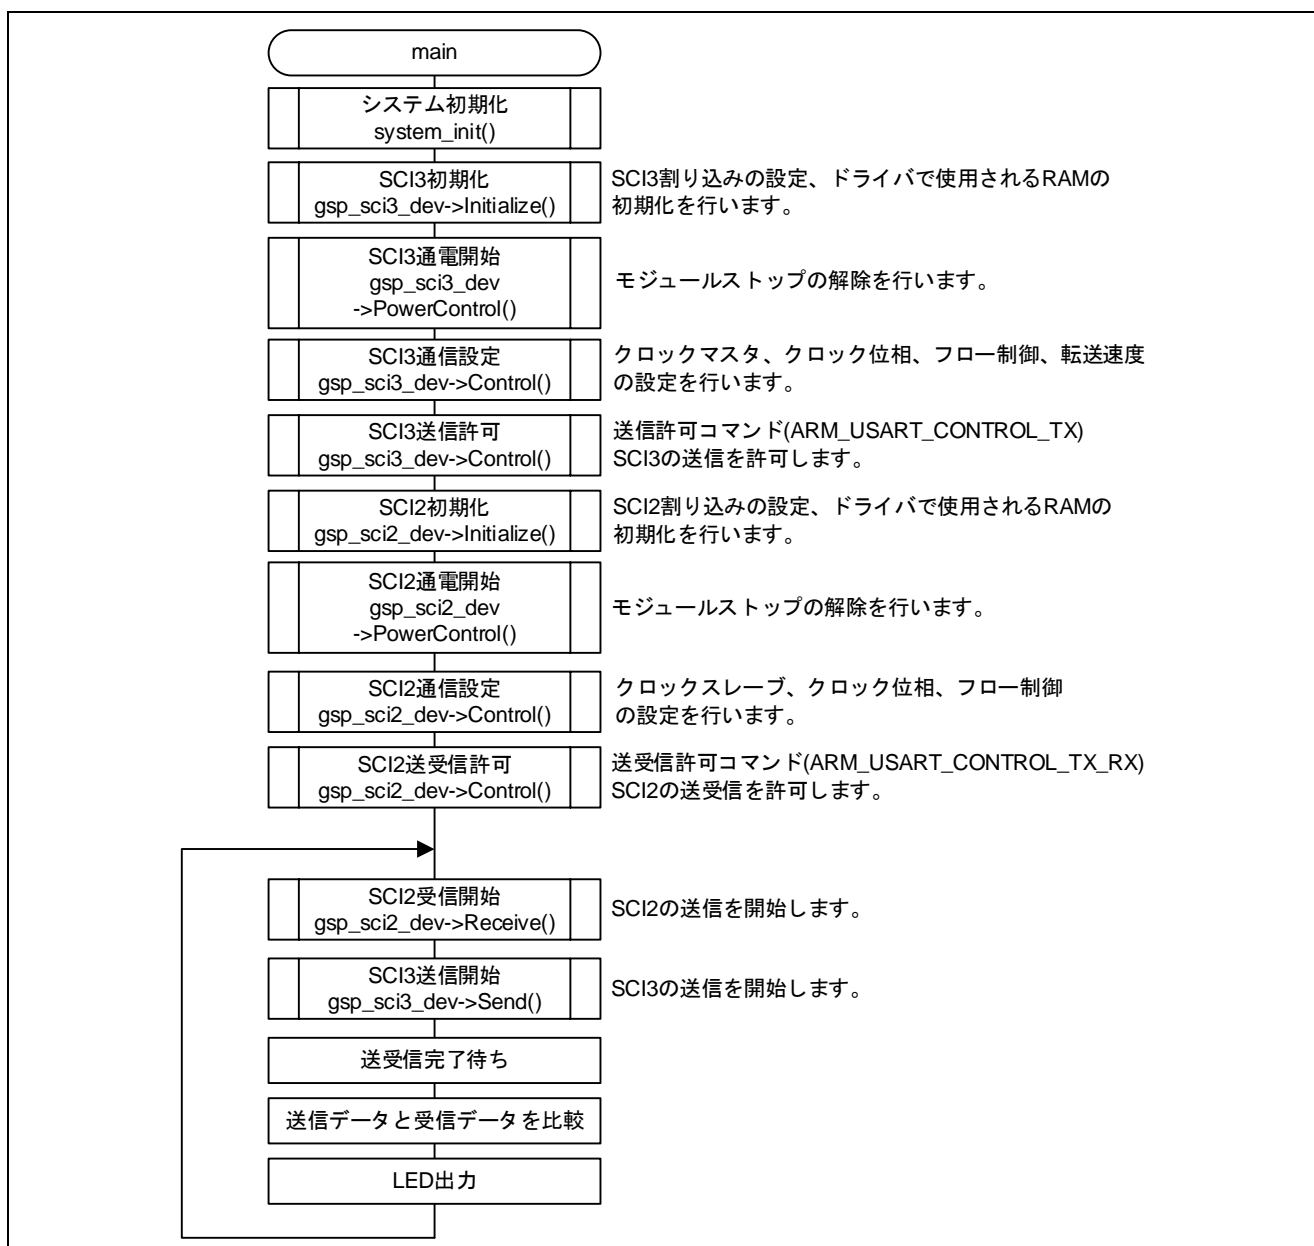 main
システム初期化
system_init()
SCI3初期化
gsp_sci3_dev->Initialize()
SCI3割り込みの設定、ドライバで使用されるRAMの
初期化を行います。
SCI3通電開始
gsp_sci3_dev
->PowerControl()
モジュールストップの解除を行います。
SCI3通信設定
gsp_sci3_dev->Control()
クロックマスタ、クロック位相、フロー制御、転送速度
の設定を行います。
SCI3送信許可
gsp_sci3_dev->Control()
送信許可コマンド(ARM_USART_CONTROL_TX)
SCI3の送信を許可します。
SCI2初期化
gsp_sci2_dev->Initialize()
SCI2割り込みの設定、ドライバで使用されるRAMの
初期化を行います。
SCI2通電開始
gsp_sci2_dev
->PowerControl()
モジュールストップの解除を行います。
SCI2通信設定
gsp_sci2_dev->Control()
クロックスレーブ、クロック位相、フロー制御
の設定を行います。
SCI2送受信許可
gsp_sci2_dev->Control()
送受信許可コマンド(ARM_USART_CONTROL_TX_RX)
SCI2の送受信を許可します。
SCI2受信開始
gsp_sci2_dev->Receive()
SCI2の送信を開始します。
SCI3送信開始
gsp_sci3_dev->Send()
SCI3の送信を開始します。
送受信完了待ち
送信データと受信データを比較
LED出力